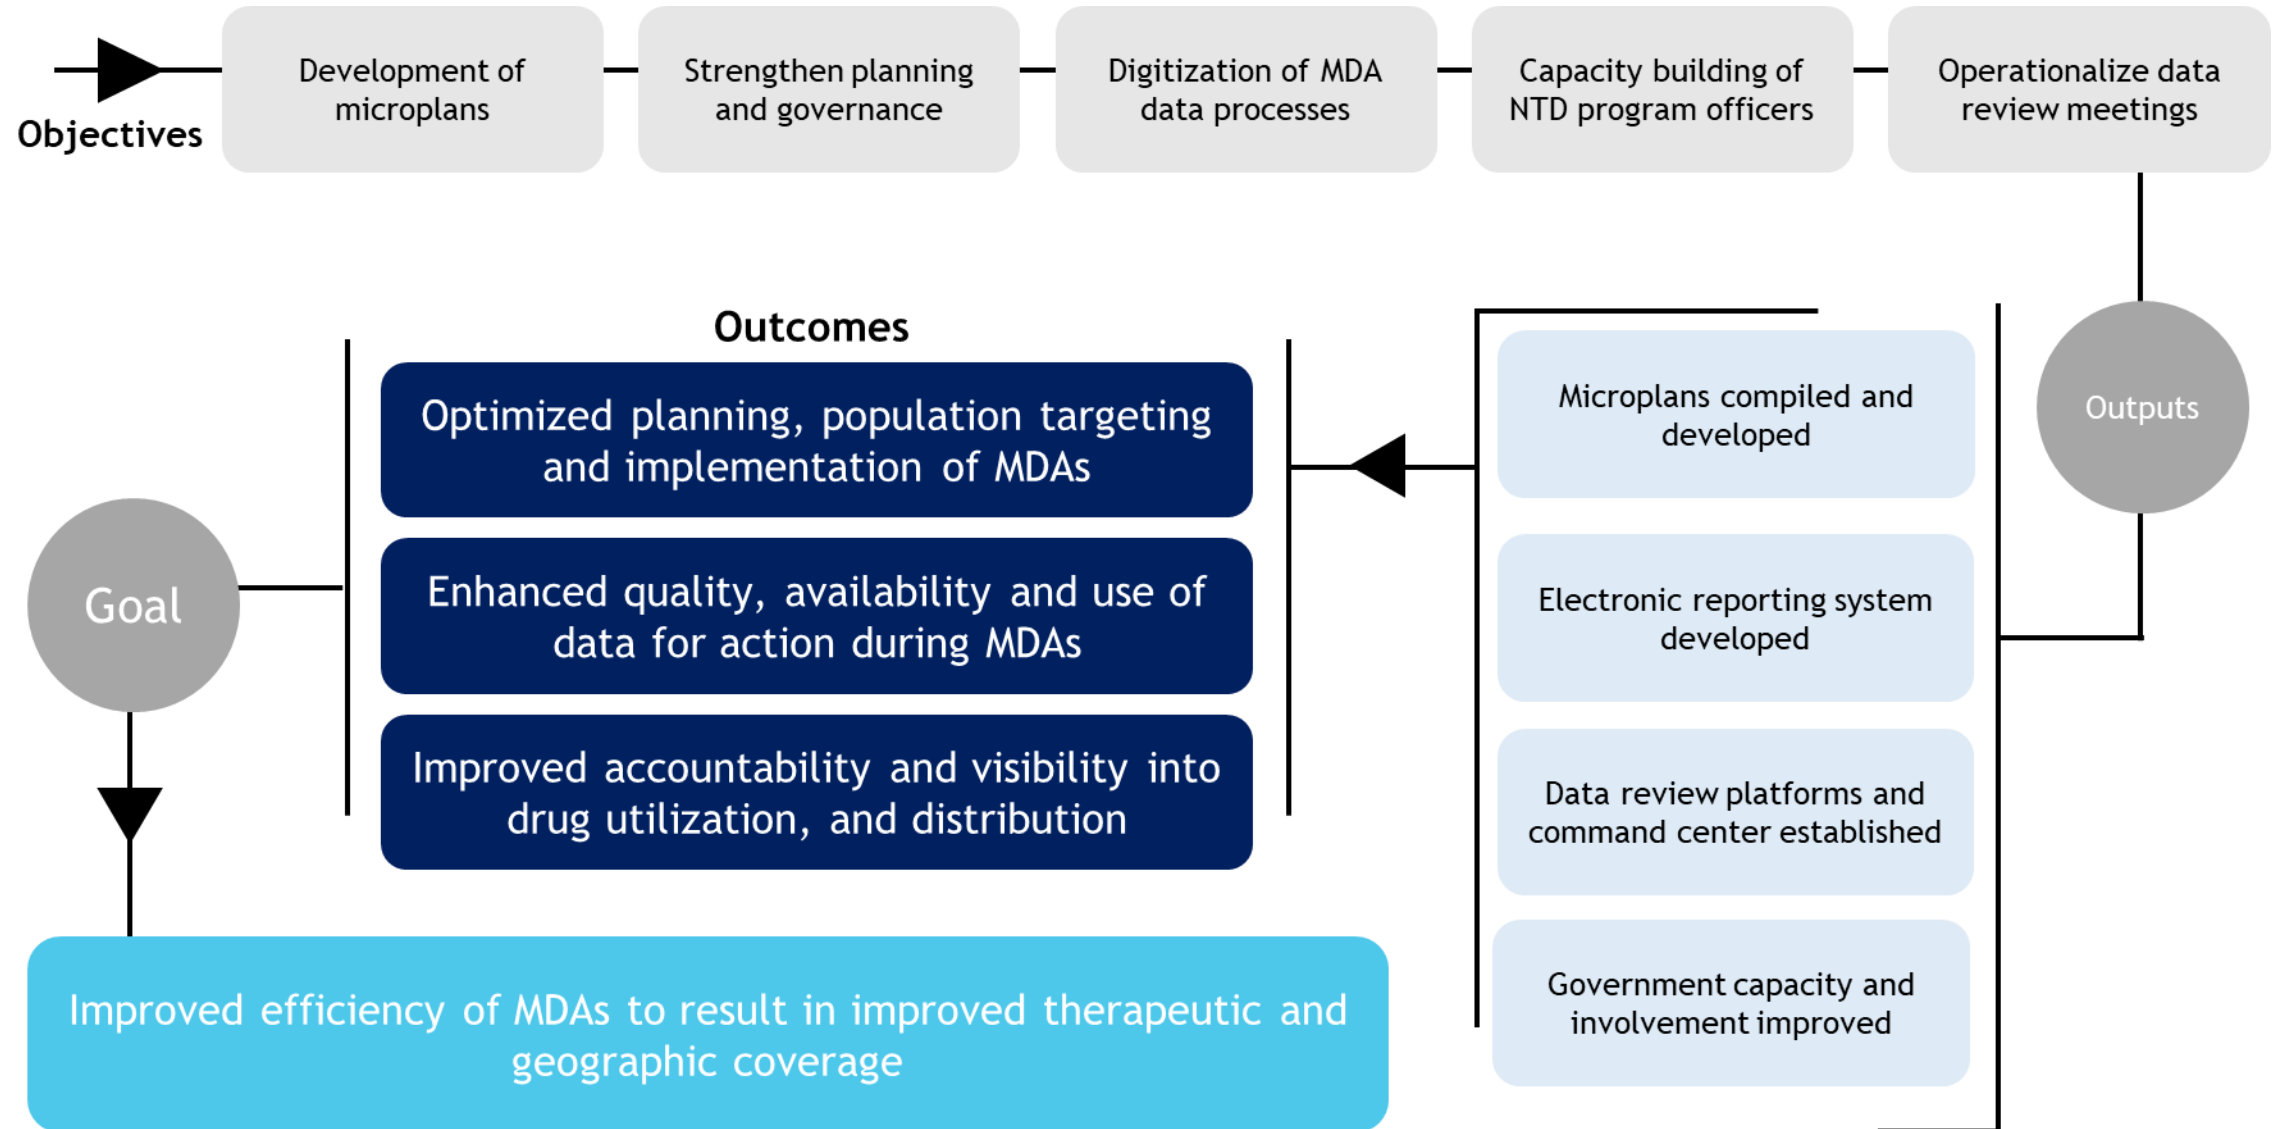 Objectives
Development of
microplans
Strengthen planning
and governance
Digitization of MDA
data processes
Capacity building of
NTD program officers
Operationalize data
review meetings
Outputs
Microplans compiled and
developed
Electronic reporting system
developed
Data review platforms and
command center established
Government capacity and
involvement improved
Outcomes
Optimized planning, population targeting
and implementation of MDAs
Enhanced quality, availability and use of
data for action during MDAs
Improved accountability and visibility into
drug utilization, and distribution
Goal
Improved efficiency of MDAs to result in improved therapeutic and
geographic coverage